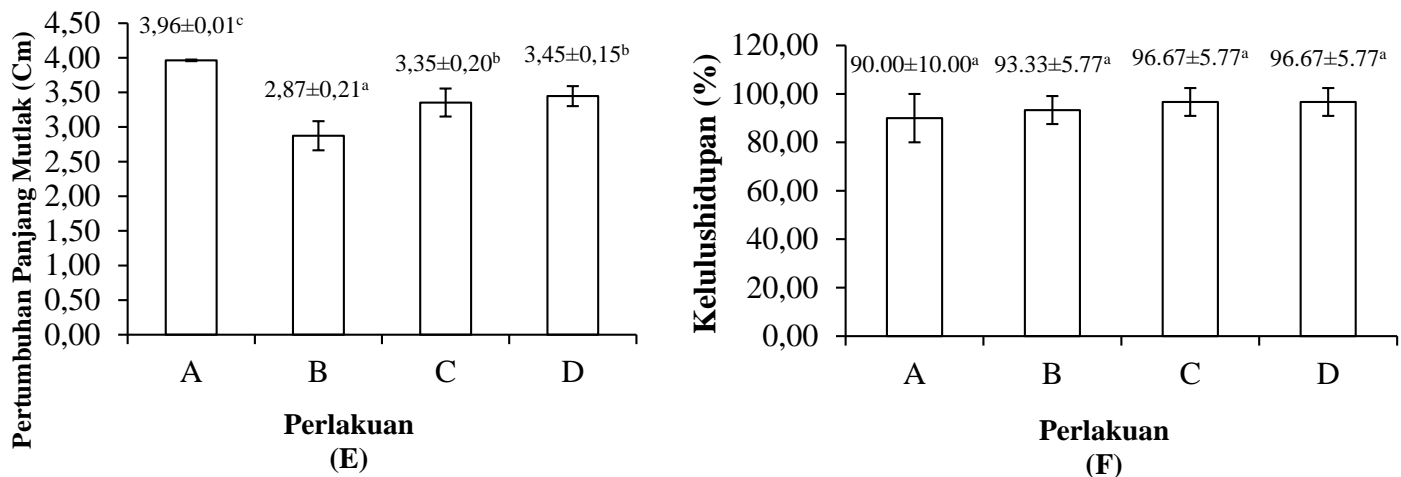 Pertumbuhan Panjang Mutlak (Cm)
4,50
4,00
3,50
3,00
2,50
2,00
1,50
1,00
0,50
0,00
3,96±0,01ᶜ
2,87±0,21ᵃ
3,35±0,20ᵇ
3,45±0,15ᵇ
A B C D
Perlakuan
(E)
Kelulushidupan (%)
120,00
100,00
80,00
60,00
40,00
20,00
0,00
90.00±10.00ᵃ 93.33±5.77ᵃ 96.67±5.77ᵃ 96.67±5.77ᵃ
A B C D
Perlakuan
(F)